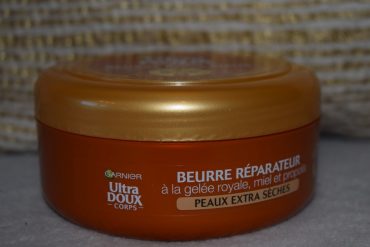 GARNIER
Ultra
DOUX
CORPS
BEURRE RÉPARATEUR
à la gelée royale, miel et propolis
PEAUX EXTRA SÈCHES